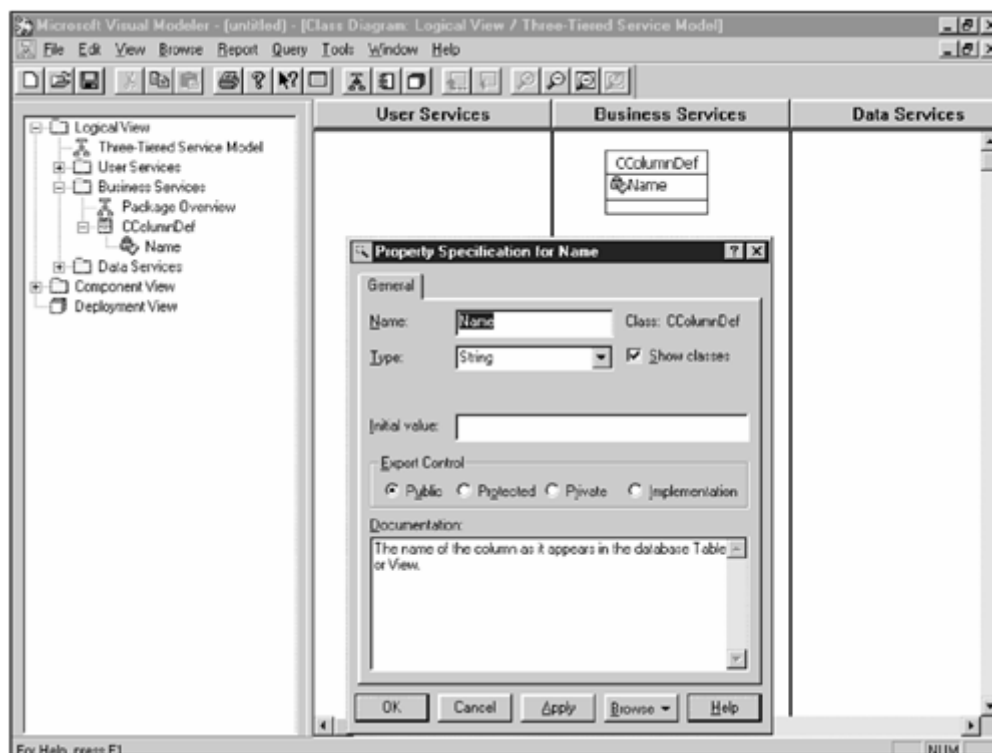 Microsoft Visual Modeler - (untitled) - [Class Diagram: Logical View / Three-Tiered Service Model]
File Edit View Browse Report Query Tools Window Help
User Services Business Services Data Services
Logical View
Three-Tiered Service Model
User Services
Business Services
Package Overview
CColumnDef
Name
Data Services
Component View
Deployment View
CColumnDef
Name
Property Specification for Name
General
Name: Name Class: CColumnDef
Type: String Show classes
Initial value:
Export Control
Public Protected Private Implementation
Documentation:
The name of the column as it appears in the database Table
or View.
OK Cancel Apply Browse Help
For Help, press F1 NUM